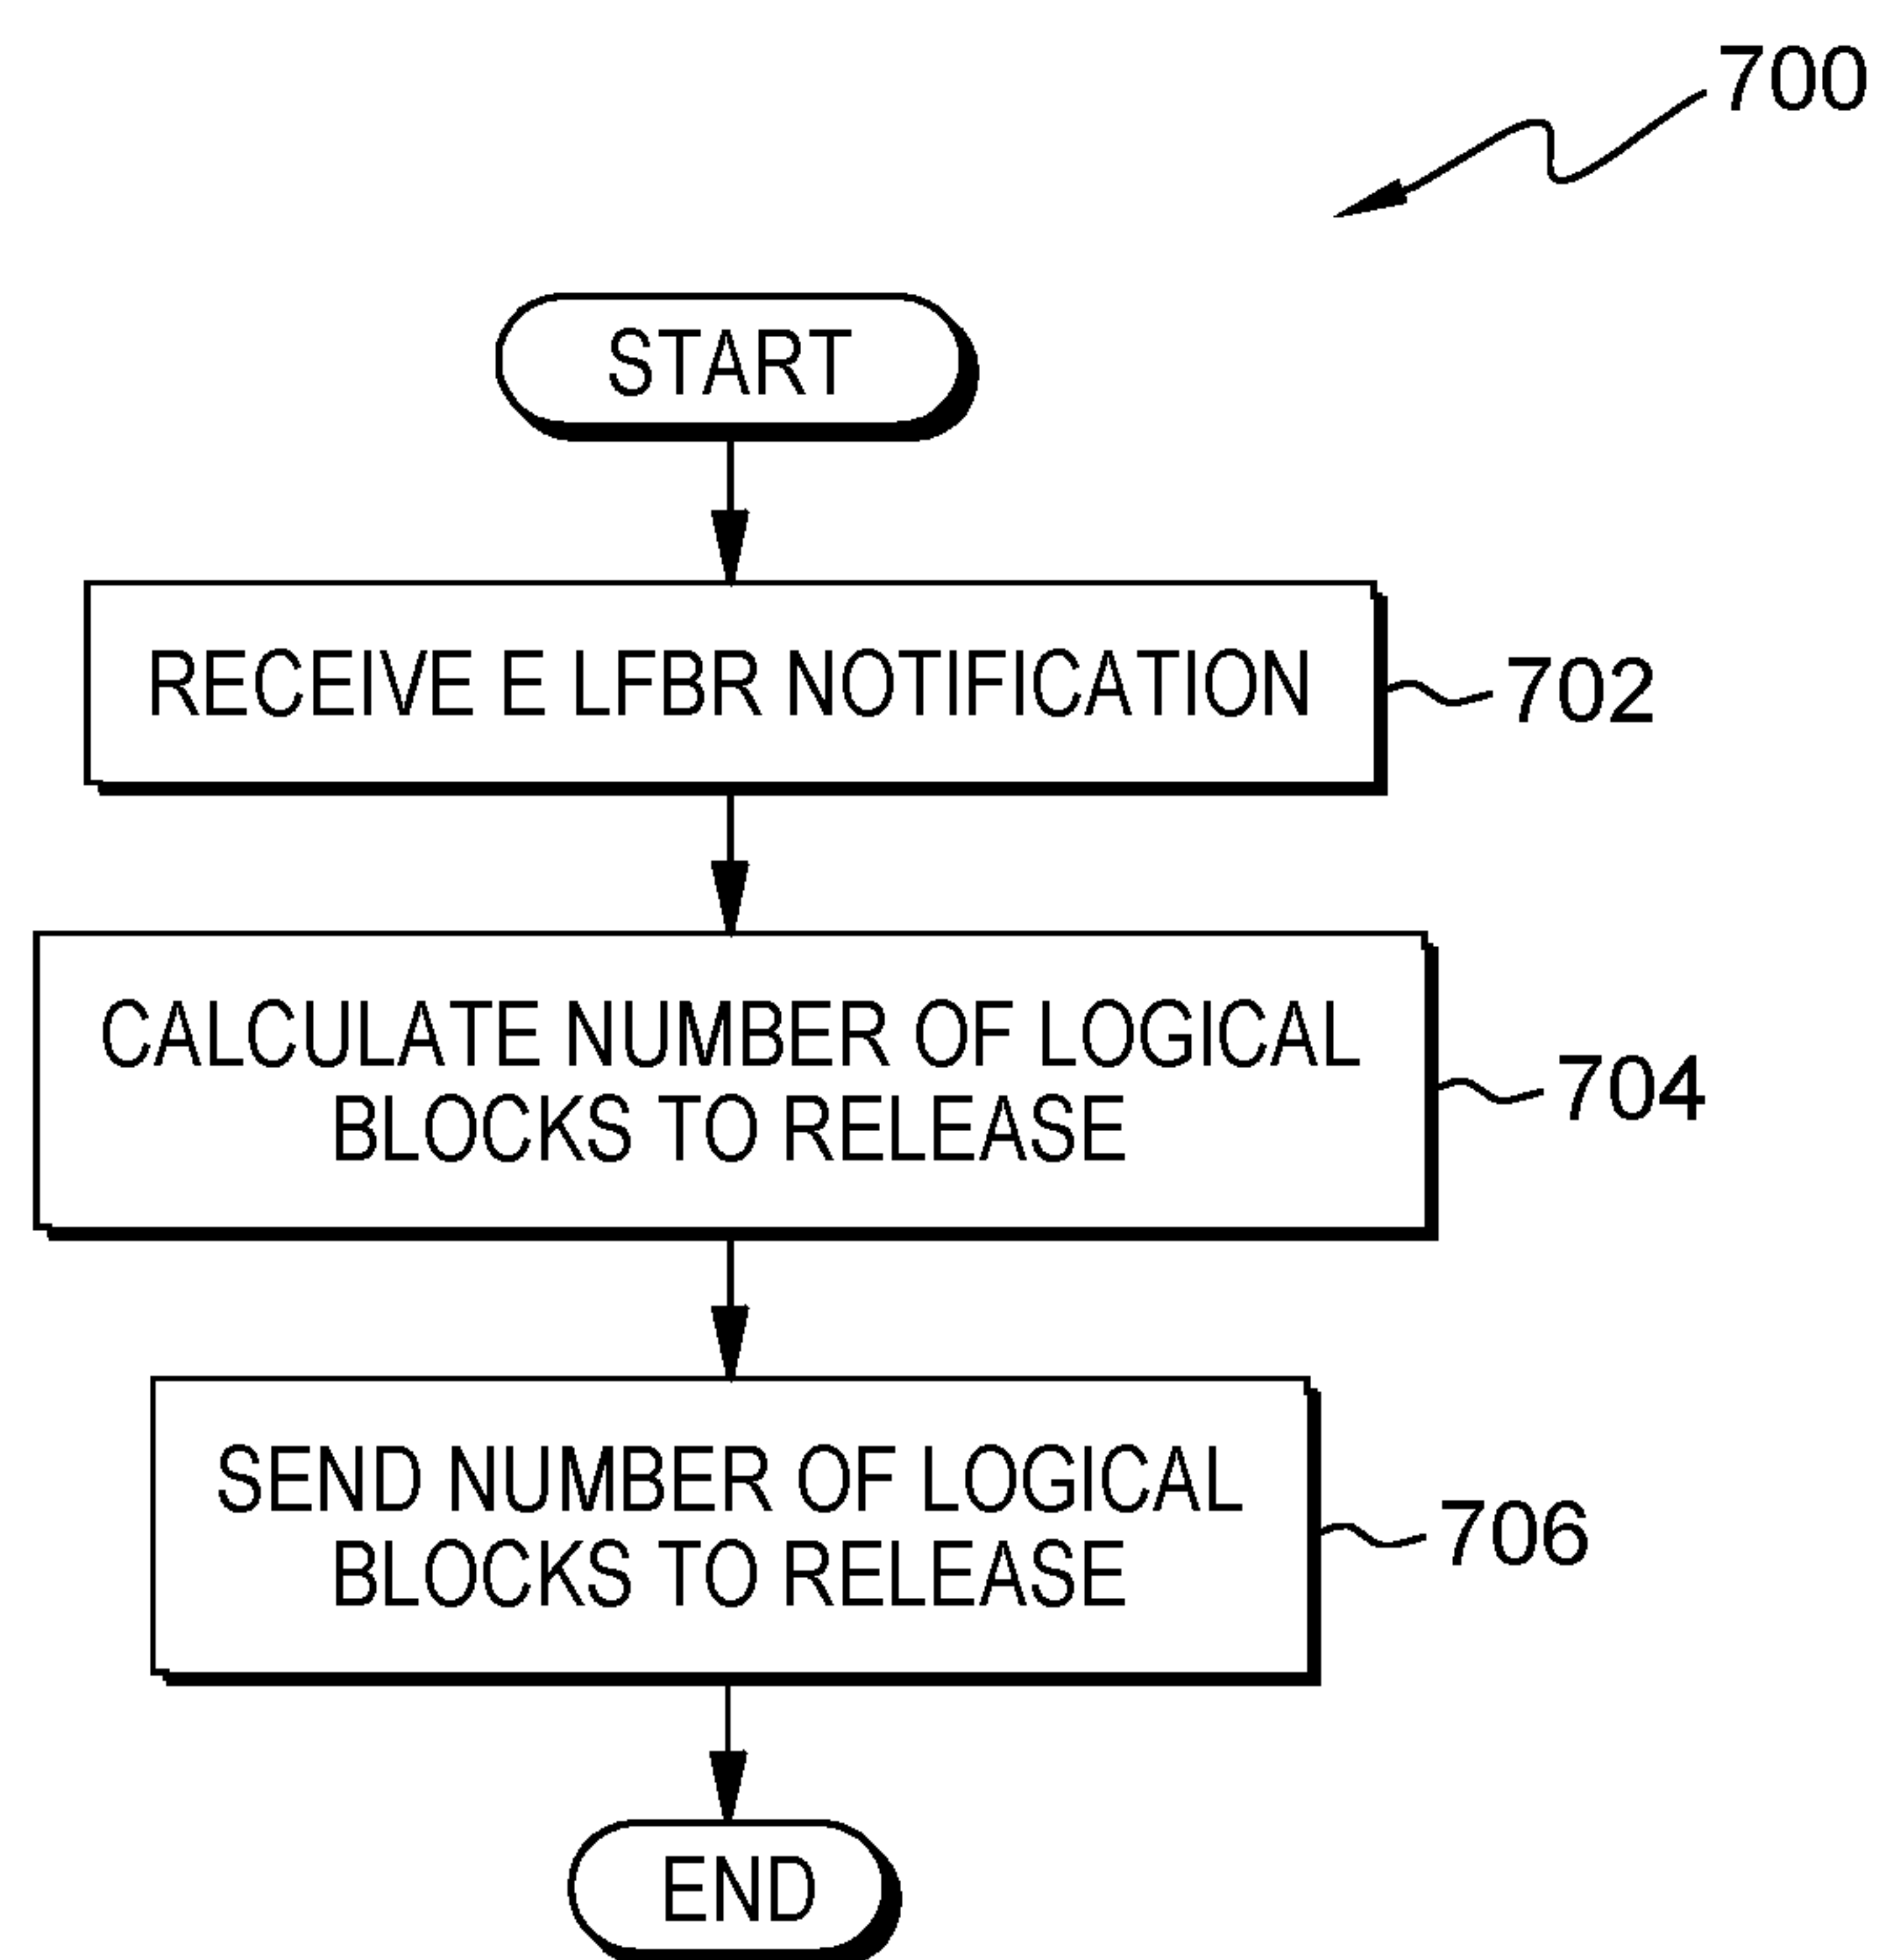 700
START
RECEIVE E LFBR NOTIFICATION
702
CALCULATE NUMBER OF LOGICAL
BLOCKS TO RELEASE
704
SEND NUMBER OF LOGICAL
BLOCKS TO RELEASE
706
END